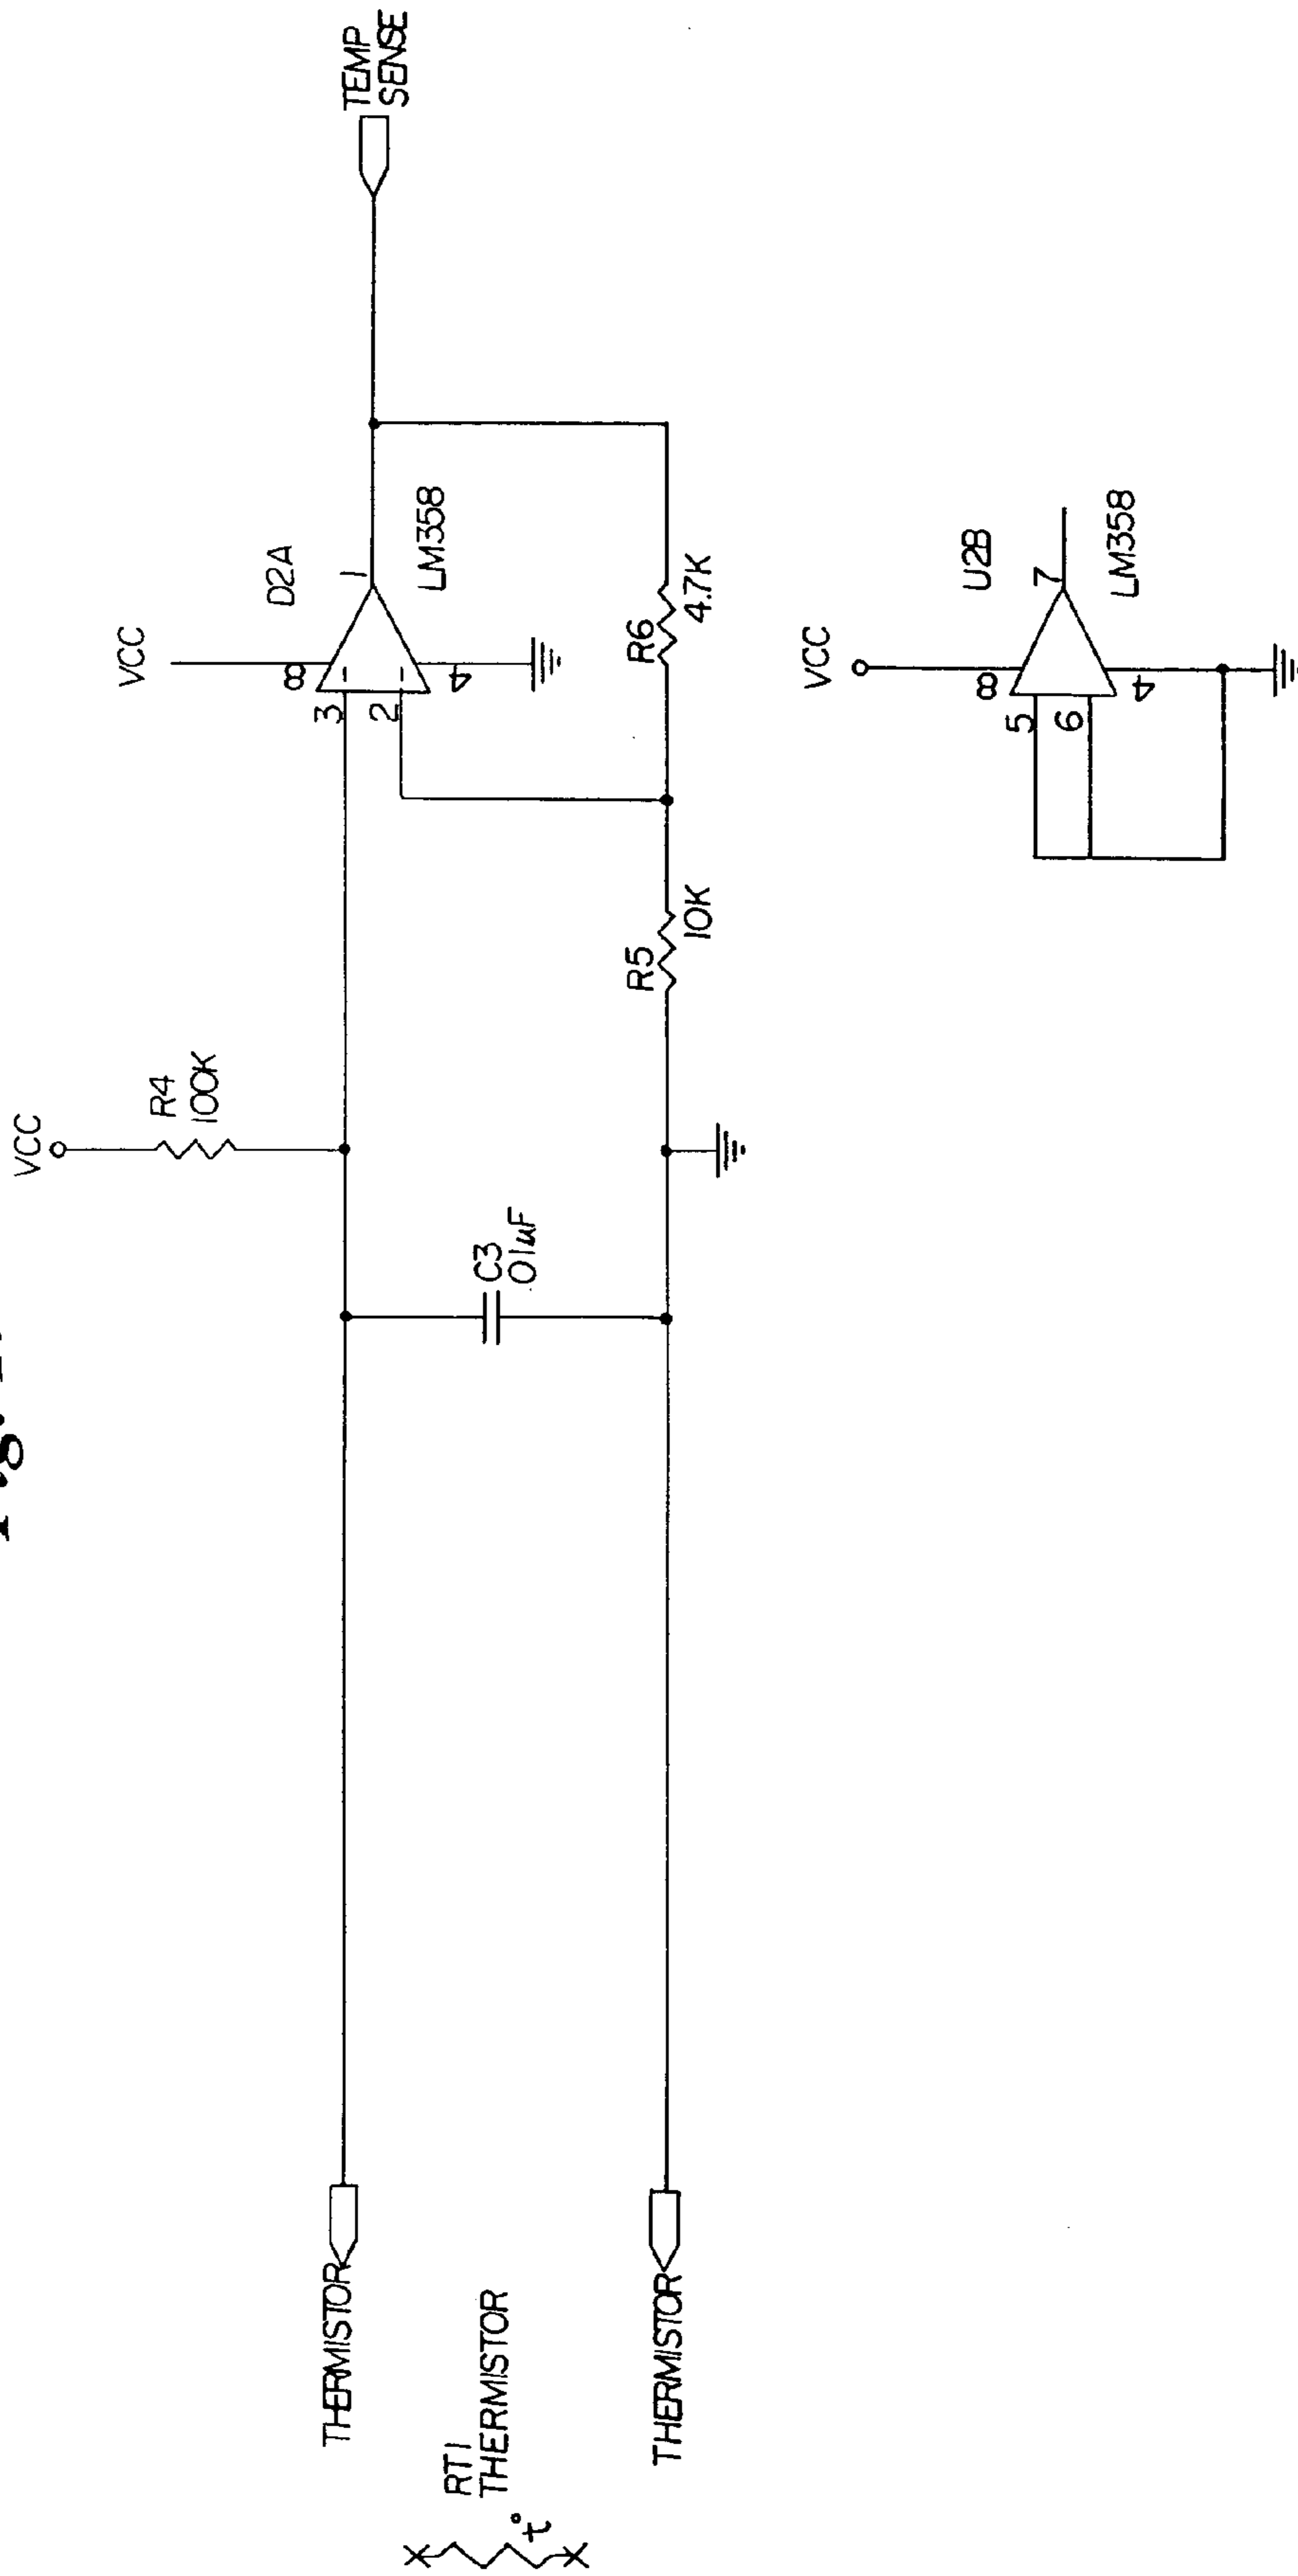 VCC
R4
100K
VCC
D2A
8
3
2
1
4
LM358
TEMP
SENSE
THERMISTOR
C3
.01uF
RT1
THERMISTOR
t°
R5
10K
R6
4.7K
THERMISTOR
VCC
U2B
8
5
6
7
4
LM358